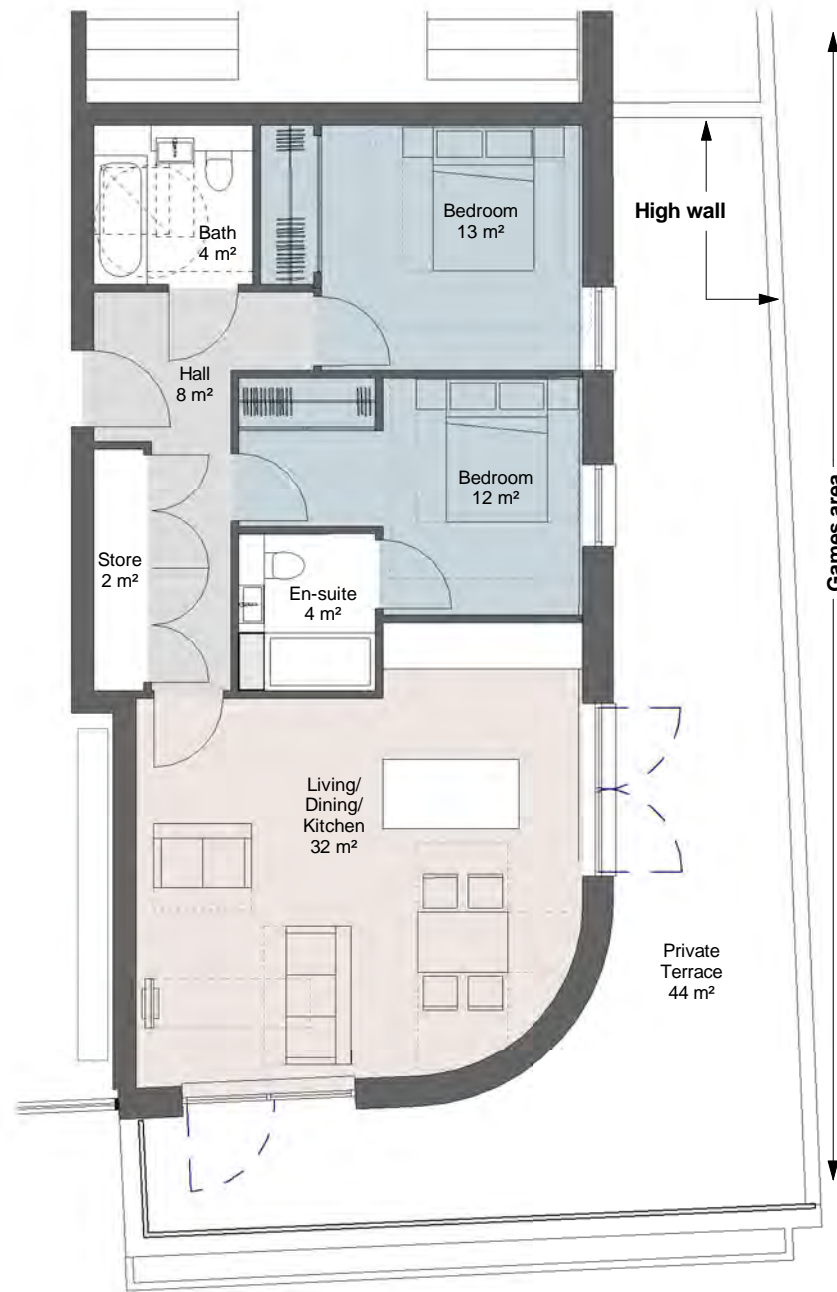 Bath
4 m²
Bedroom
13 m²
High wall
Hall
8 m²
Bedroom
12 m²
Games area
Store
2 m²
En-suite
4 m²
Living/
Dining/
Kitchen
32 m²
Private
Terrace
44 m²